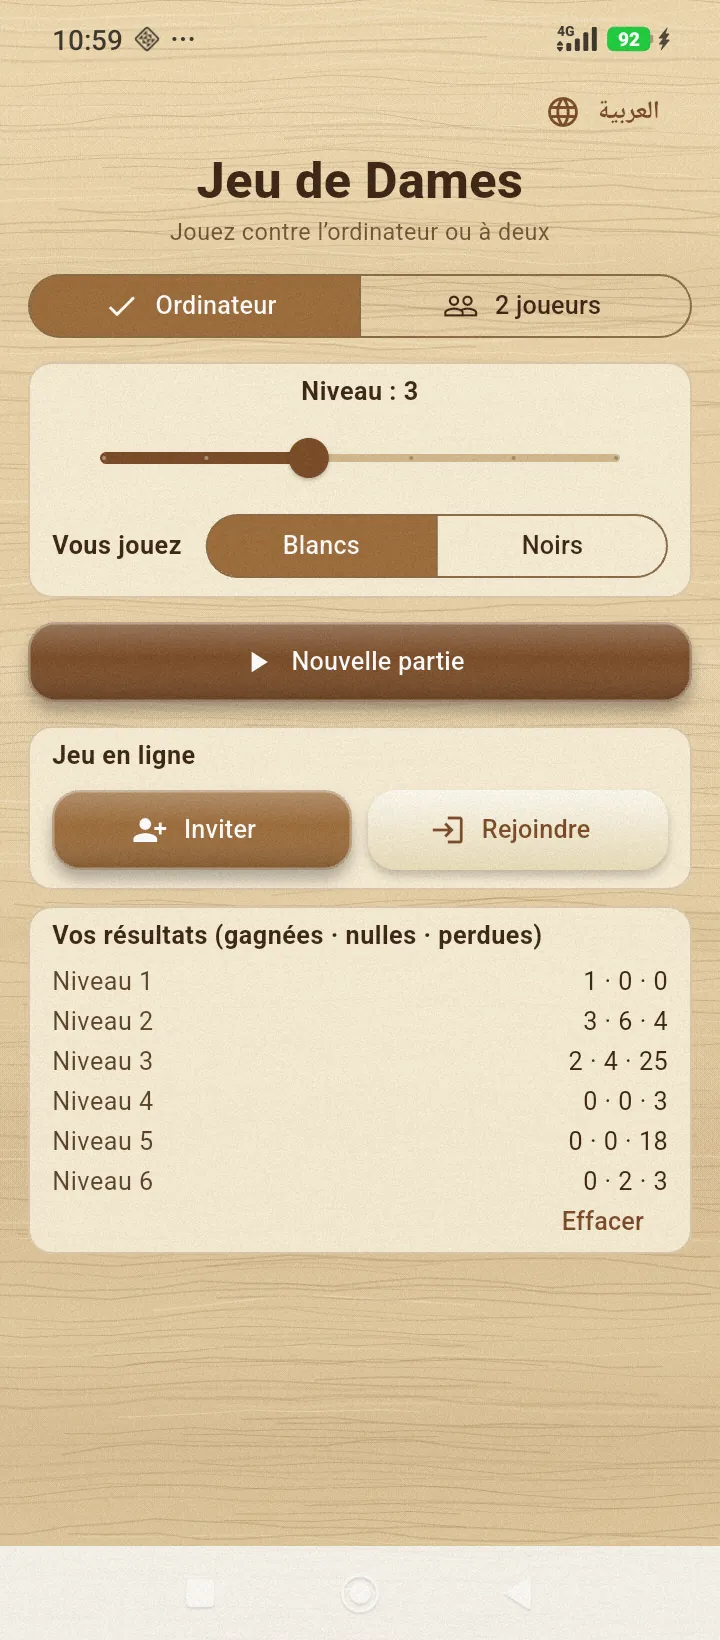 10:59 4G 92
العربية
Jeu de Dames
Jouez contre l’ordinateur ou à deux
Ordinateur 2 joueurs
Niveau : 3
Vous jouez Blancs Noirs
Nouvelle partie
Jeu en ligne
Inviter Rejoindre
Vos résultats (gagnées · nulles · perdues)
Niveau 1 1 · 0 · 0
Niveau 2 3 · 6 · 4
Niveau 3 2 · 4 · 25
Niveau 4 0 · 0 · 3
Niveau 5 0 · 0 · 18
Niveau 6 0 · 2 · 3
Effacer